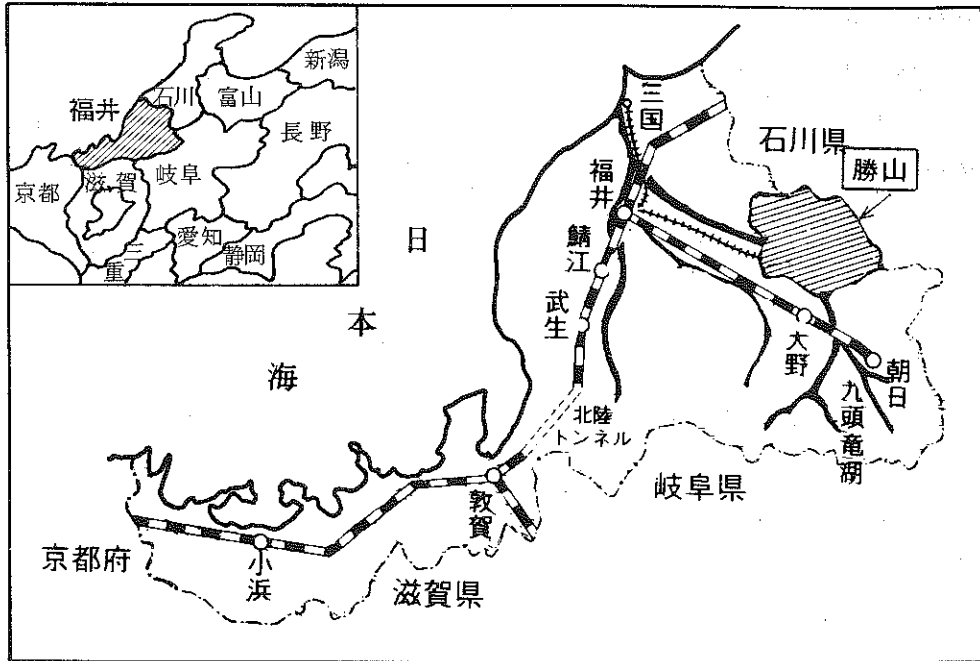 新潟
石川
富山
福井
長野
京都
滋賀
岐阜
愛知
三重
静岡
日本海
三国
石川県
勝山
福井
鯖江
武生
大野
朝日
九頭竜湖
北陸
トンネル
敦賀
岐阜県
京都府
小浜
滋賀県